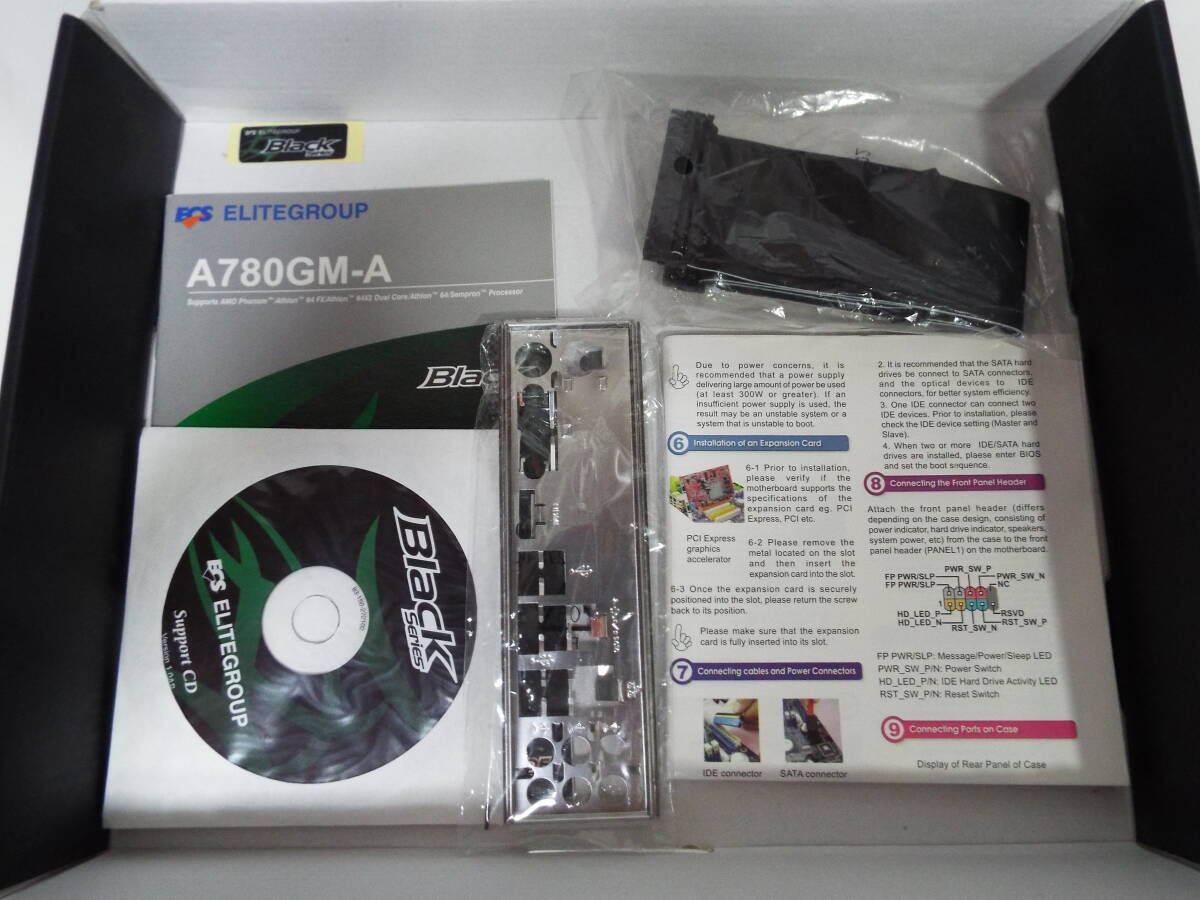 ECS ELITEGROUP
Black
Series
ECS ELITEGROUP
A780GM-A
Supports AMD Phenom™/Athlon™ 64 FX/Athlon™ 64X2 Dual Core/Athlon™ 64/Sempron™ Processor
Bla
Black
Series
ECS ELITEGROUP
Support CD
Due to power concerns, it is
recommended that a power supply
delivering large amount of power be used
(at least 300W or greater). If an
insufficient power supply is used, the
result may be an unstable system or a
system that is unstable to boot.
6 Installation of an Expansion Card
6-1 Prior to installation,
please verify if the
motherboard supports the
specifications of the
expansion card eg. PCI
Express, PCI etc.
PCI Express
graphics
accelerator
6-2 Please remove the
metal located on the slot
and then insert the
expansion card into the slot.
6-3 Once the expansion card is securely
positioned into the slot, please return the screw
back to its position.
Please make sure that the expansion
card is fully inserted into its slot.
7 Connecting cables and Power Connectors
IDE connector
SATA connector
2. It is recommended that the SATA hard
drives be connect to SATA connectors,
and the optical devices to IDE
connectors, for better system efficiency.
3. One IDE connector can connect two
IDE devices. Prior to installation, please
check the IDE device setting (Master and
Slave).
4. When two or more IDE/SATA hard
drives are installed, plaese enter BIOS
and set the boot sequence.
8 Connecting the Front Panel Header
Attach the front panel header (differs
depending on the case design, consisting of
power indicator, hard drive indicator, speakers,
system power, etc) from the case to the front
panel header (PANEL1) on the motherboard.
PWR_SW_P
FP PWR/SLP
PWR_SW_N
FP PWR/SLP
NC
1
HD_LED_P
RSVD
HD_LED_N
RST_SW_P
RST_SW_N
FP PWR/SLP: Message/Power/Sleep LED
PWR_SW_P/N: Power Switch
HD_LED_P/N: IDE Hard Drive Activity LED
RST_SW_P/N: Reset Switch
9 Connecting Ports on Case
Display of Rear Panel of Case